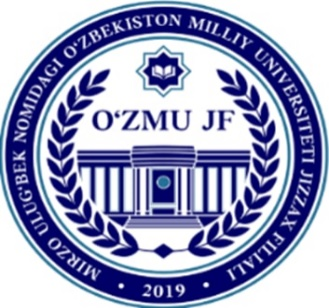 MIRZO ULUG‘BEK NOMIDAGI O‘ZBEKISTON MILLIY UNIVERSITETI JIZZAX FILIALI
O‘ZMU JF
• 2019 •